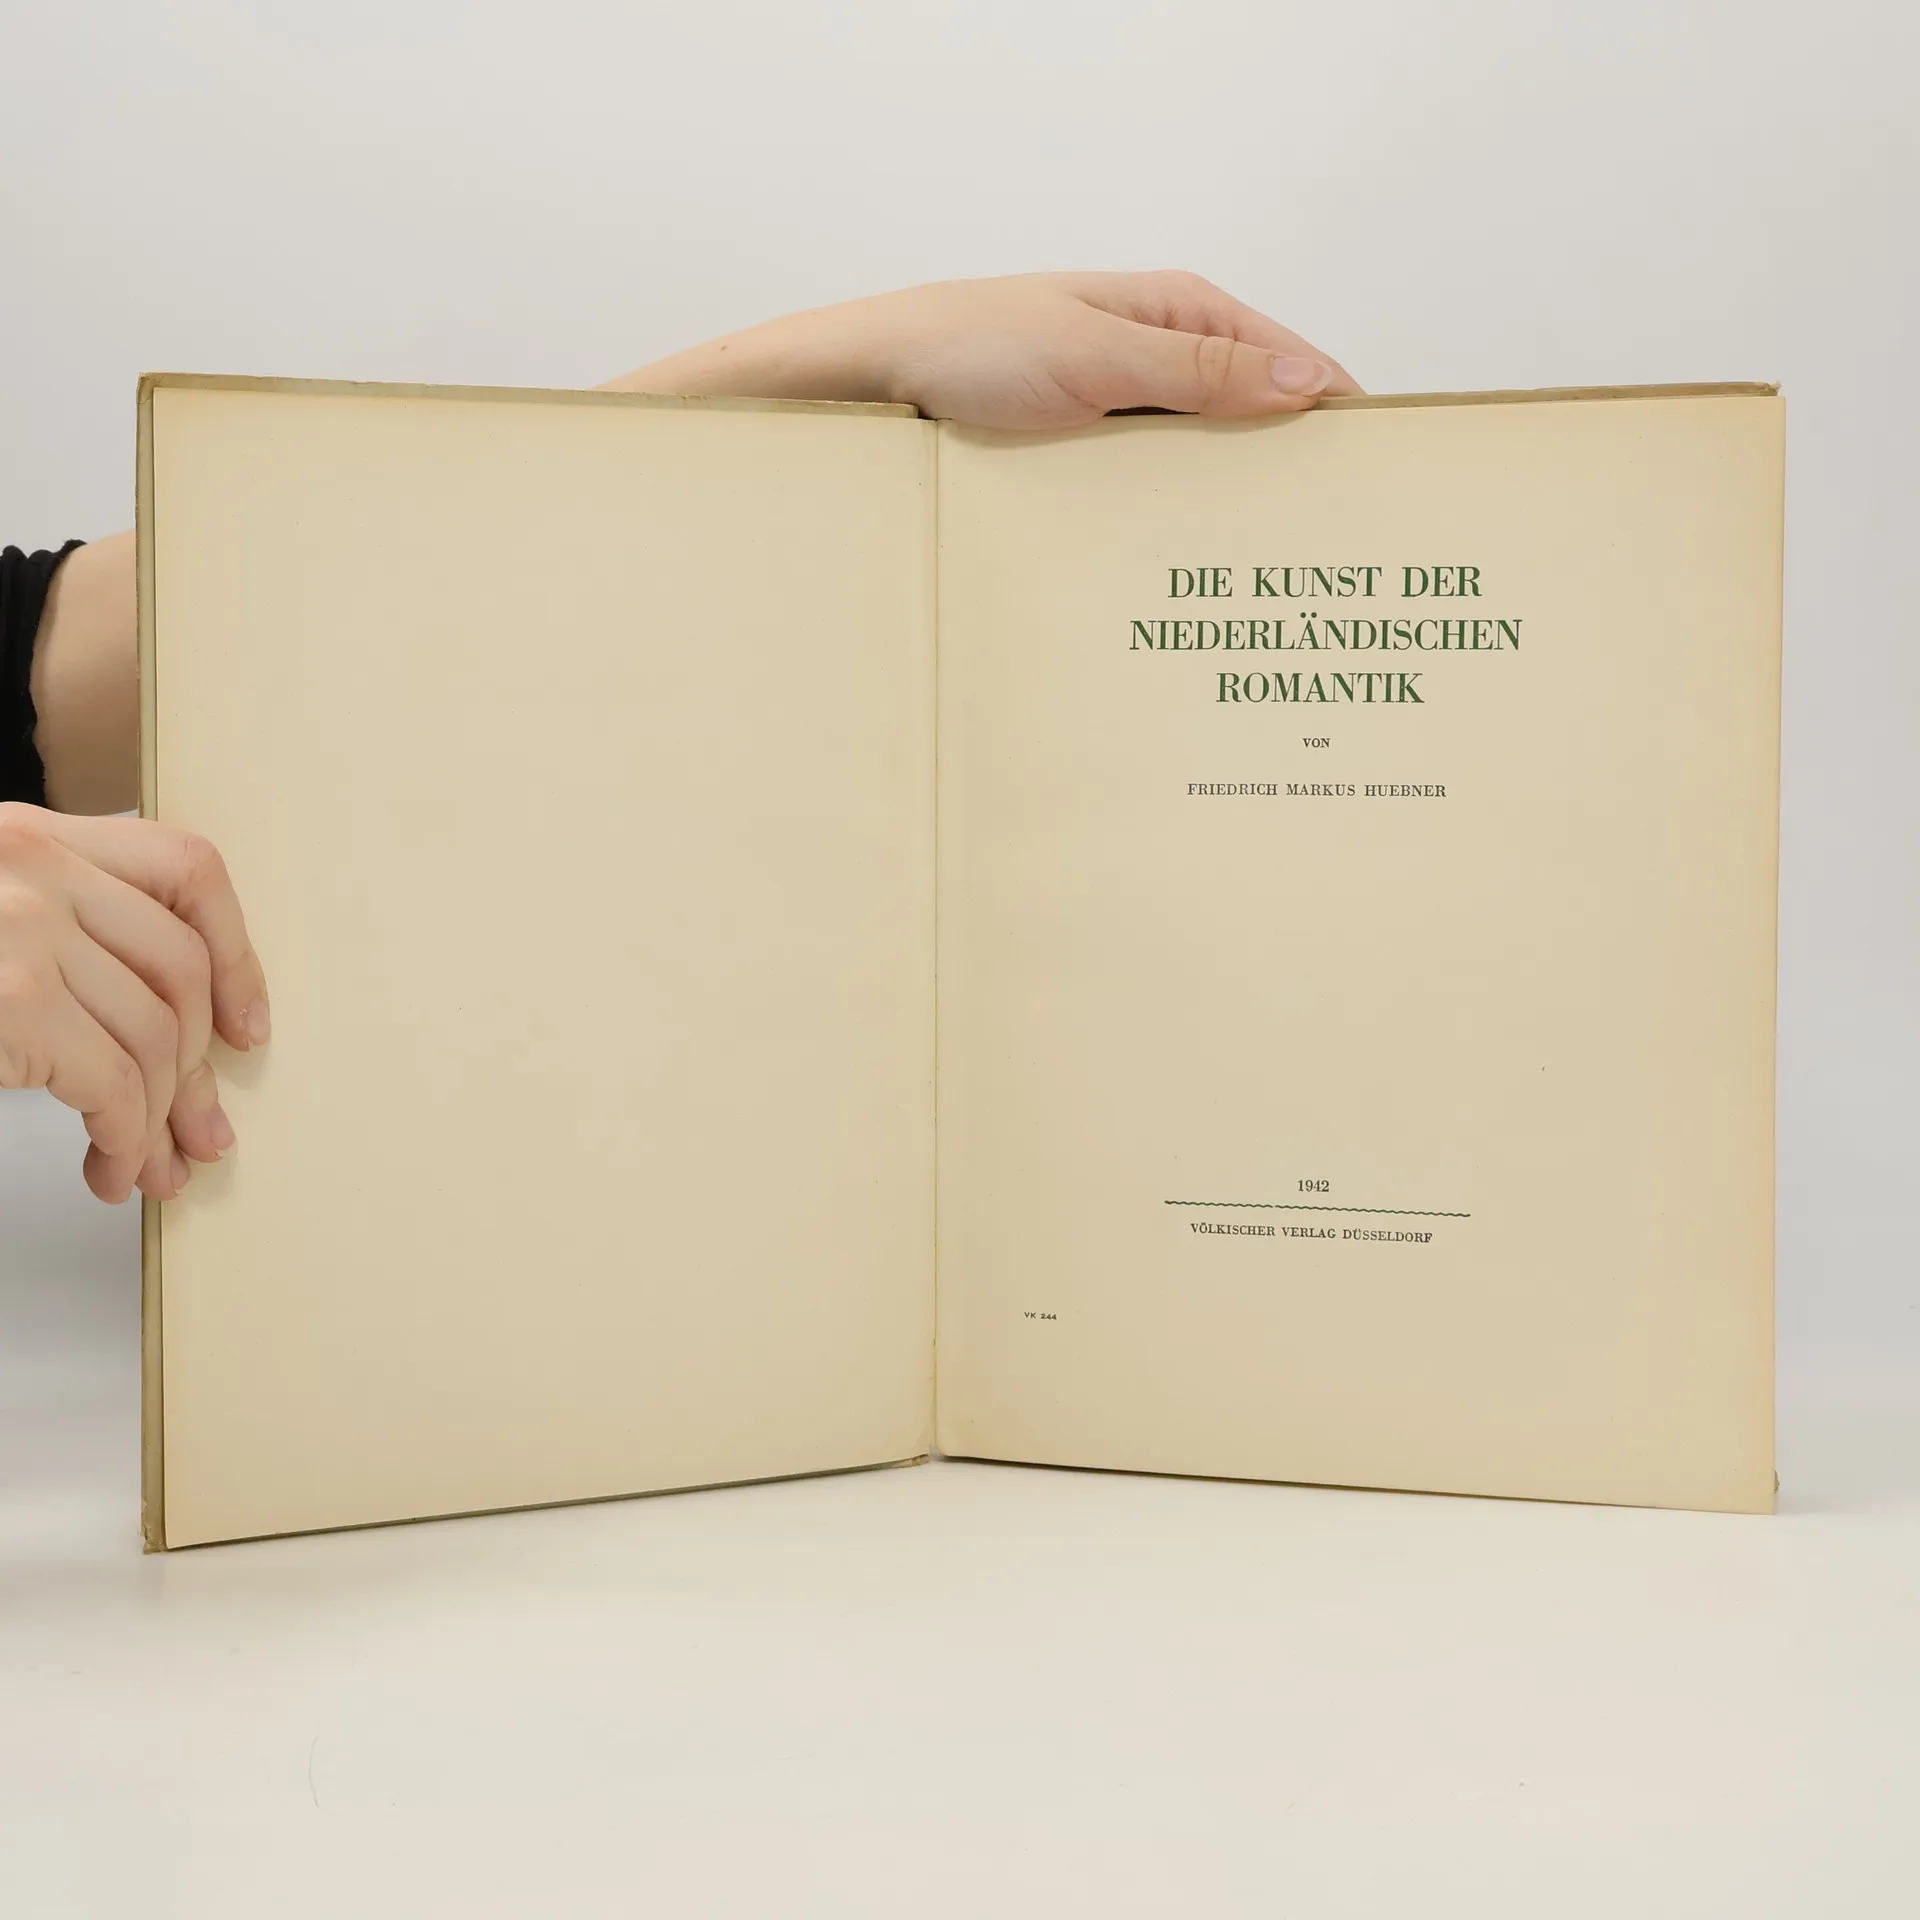 DIE KUNST DER
NIEDERLÄNDISCHEN
ROMANTIK
VON
FRIEDRICH MARKUS HUEBNER
1942
VÖLKISCHER VERLAG DÜSSELDORF
VK 244